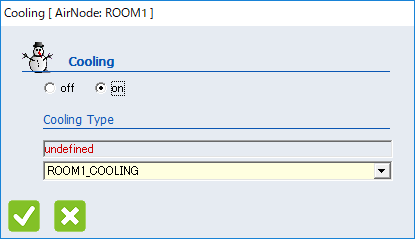 Cooling [ AirNode: ROOM1 ]
Cooling
off on
Cooling Type
undefined
ROOM1_COOLING